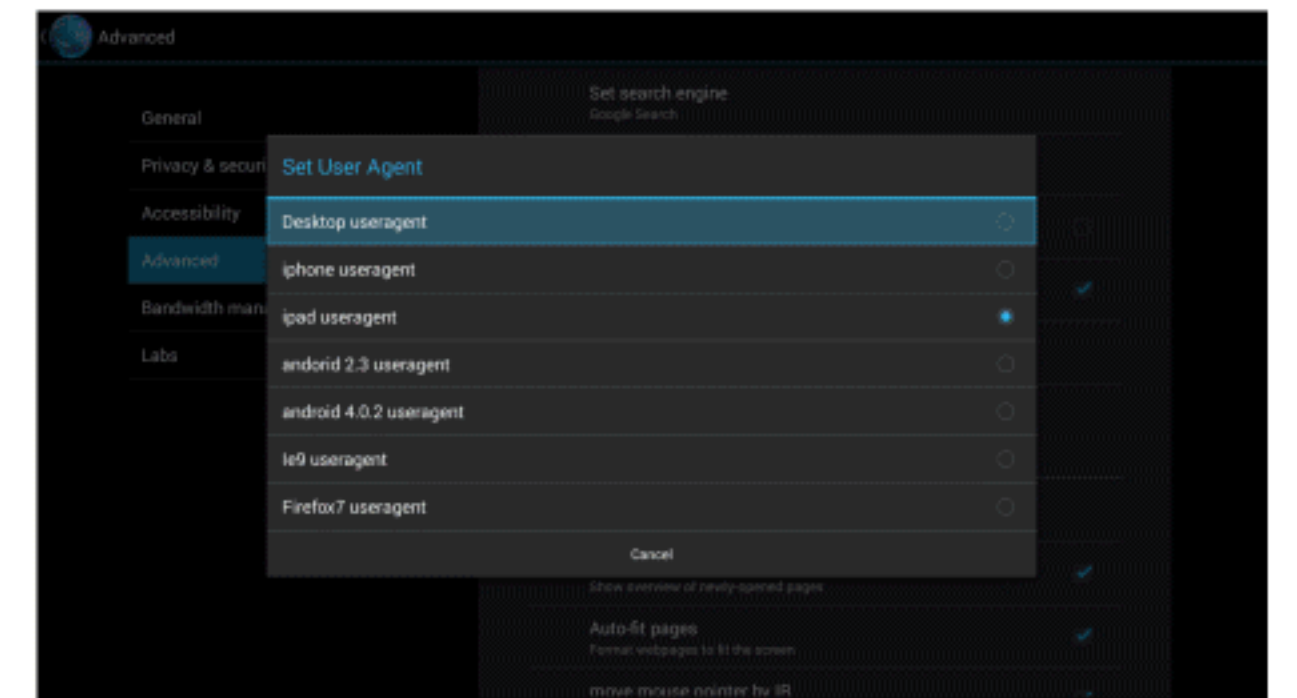 Advanced
General
Privacy & securi
Accessibility
Advanced
Bandwidth man
Labs
Set search engine
Google Search
Set User Agent
Desktop useragent
iphone useragent
ipad useragent
andorid 2.3 useragent
android 4.0.2 useragent
Ie9 useragent
Firefox7 useragent
Cancel
Show overview of newly-opened pages
Auto-fit pages
Format webpages to fit the screen
move mouse pointer by IR